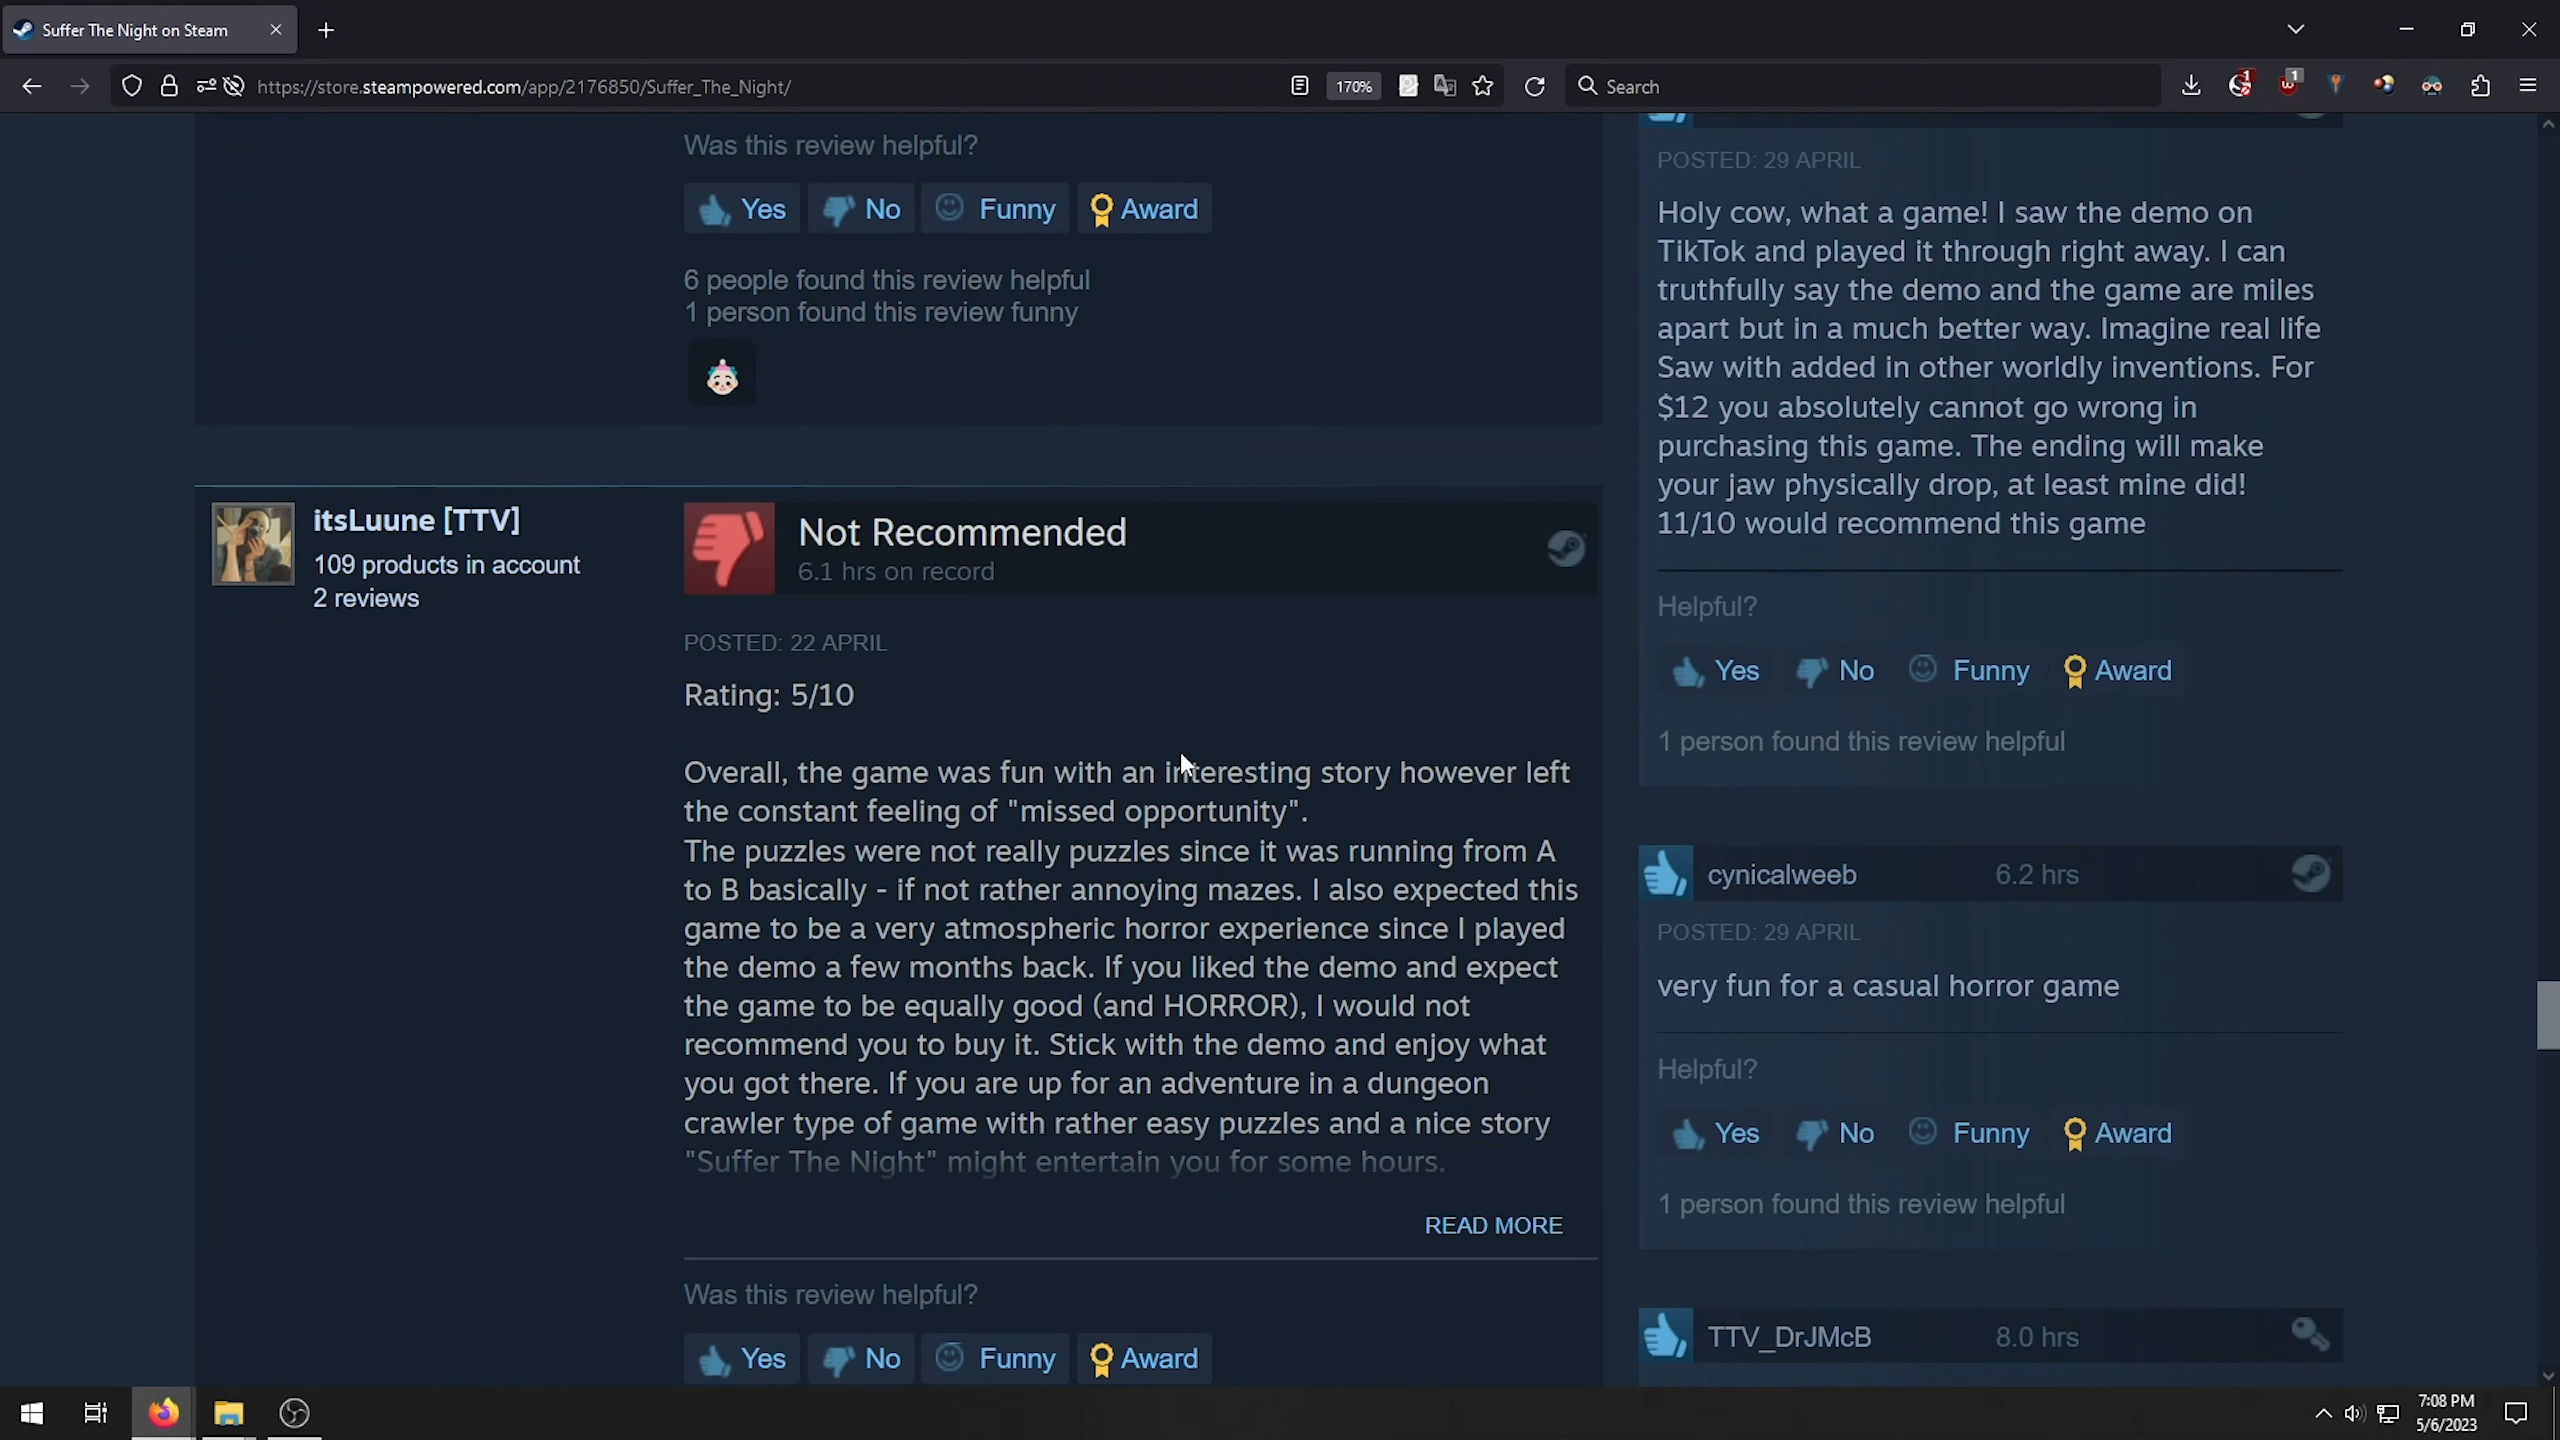 Suffer The Night on Steam
https://store.steampowered.com/app/2176850/Suffer_The_Night/
170%
Search
1
1
Was this review helpful?
Yes
No
Funny
Award
6 people found this review helpful
1 person found this review funny
itsLuune [TTV]
109 products in account
2 reviews
Not Recommended
6.1 hrs on record
POSTED: 22 APRIL
Rating: 5/10
Overall, the game was fun with an interesting story however left
the constant feeling of "missed opportunity".
The puzzles were not really puzzles since it was running from A
to B basically - if not rather annoying mazes. I also expected this
game to be a very atmospheric horror experience since I played
the demo a few months back. If you liked the demo and expect
the game to be equally good (and HORROR), I would not
recommend you to buy it. Stick with the demo and enjoy what
you got there. If you are up for an adventure in a dungeon
crawler type of game with rather easy puzzles and a nice story
"Suffer The Night" might entertain you for some hours.
READ MORE
Was this review helpful?
Yes
No
Funny
Award
POSTED: 29 APRIL
Holy cow, what a game! I saw the demo on
TikTok and played it through right away. I can
truthfully say the demo and the game are miles
apart but in a much better way. Imagine real life
Saw with added in other worldly inventions. For
$12 you absolutely cannot go wrong in
purchasing this game. The ending will make
your jaw physically drop, at least mine did!
11/10 would recommend this game
Helpful?
Yes
No
Funny
Award
1 person found this review helpful
cynicalweeb
6.2 hrs
POSTED: 29 APRIL
very fun for a casual horror game
Helpful?
Yes
No
Funny
Award
1 person found this review helpful
TTV_DrJMcB
8.0 hrs
7:08 PM
5/6/2023